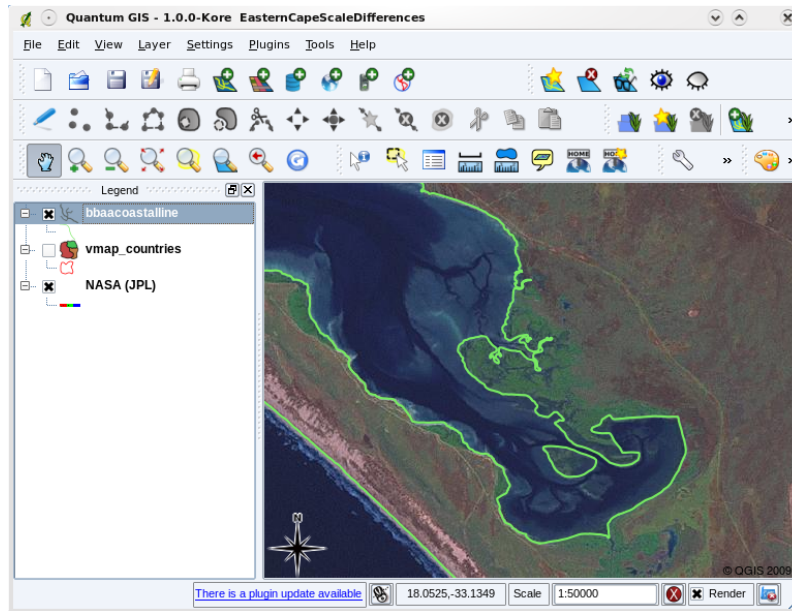 Quantum GIS - 1.0.0-Kore EasternCapeScaleDifferences
File Edit View Layer Settings Plugins Tools Help
Legend
bbaacoastalline
vmap_countries
NASA (JPL)
N
© QGIS 2009
There is a plugin update available 18.0525,-33.1349 Scale 1:50000 Render